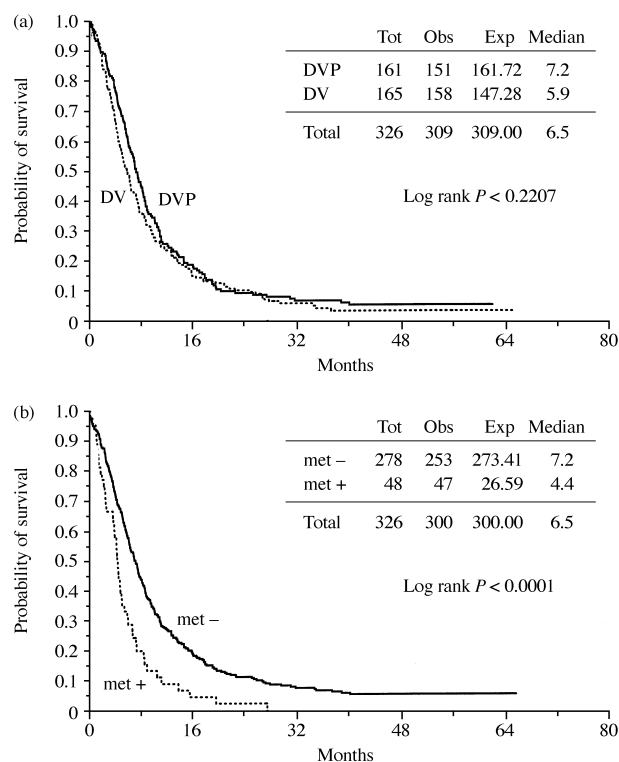 (a)
1.0
0.9
0.8
0.7
0.6
0.5
0.4
0.3
0.2
0.1
0
Probability of survival
Tot Obs Exp Median
DVP 161 151 161.72 7.2
DV 165 158 147.28 5.9
Total 326 309 309.00 6.5
Log rank P < 0.2207
DV DVP
0 16 32 48 64 80
Months
(b)
1.0
0.9
0.8
0.7
0.6
0.5
0.4
0.3
0.2
0.1
0
Probability of survival
Tot Obs Exp Median
met – 278 253 273.41 7.2
met + 48 47 26.59 4.4
Total 326 300 300.00 6.5
Log rank P < 0.0001
met –
met +
0 16 32 48 64 80
Months